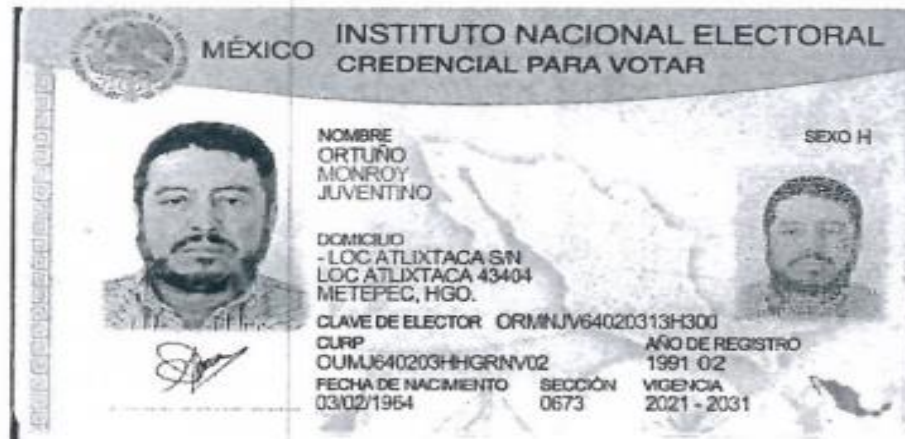 MÉXICO INSTITUTO NACIONAL ELECTORAL
CREDENCIAL PARA VOTAR
NOMBRE
ORTUÑO
MONROY
JUVENTINO
SEXO H
DOMICILIO
- LOC ATLIXTACA S/N
LOC ATLIXTACA 43404
METEPEC, HGO.
CLAVE DE ELECTOR ORMNJV64020313H300
CURP
OUMJ640203HHGRNV02
AÑO DE REGISTRO
1991 02
FECHA DE NACIMIENTO
03/02/1964
SECCIÓN
0673
VIGENCIA
2021 - 2031